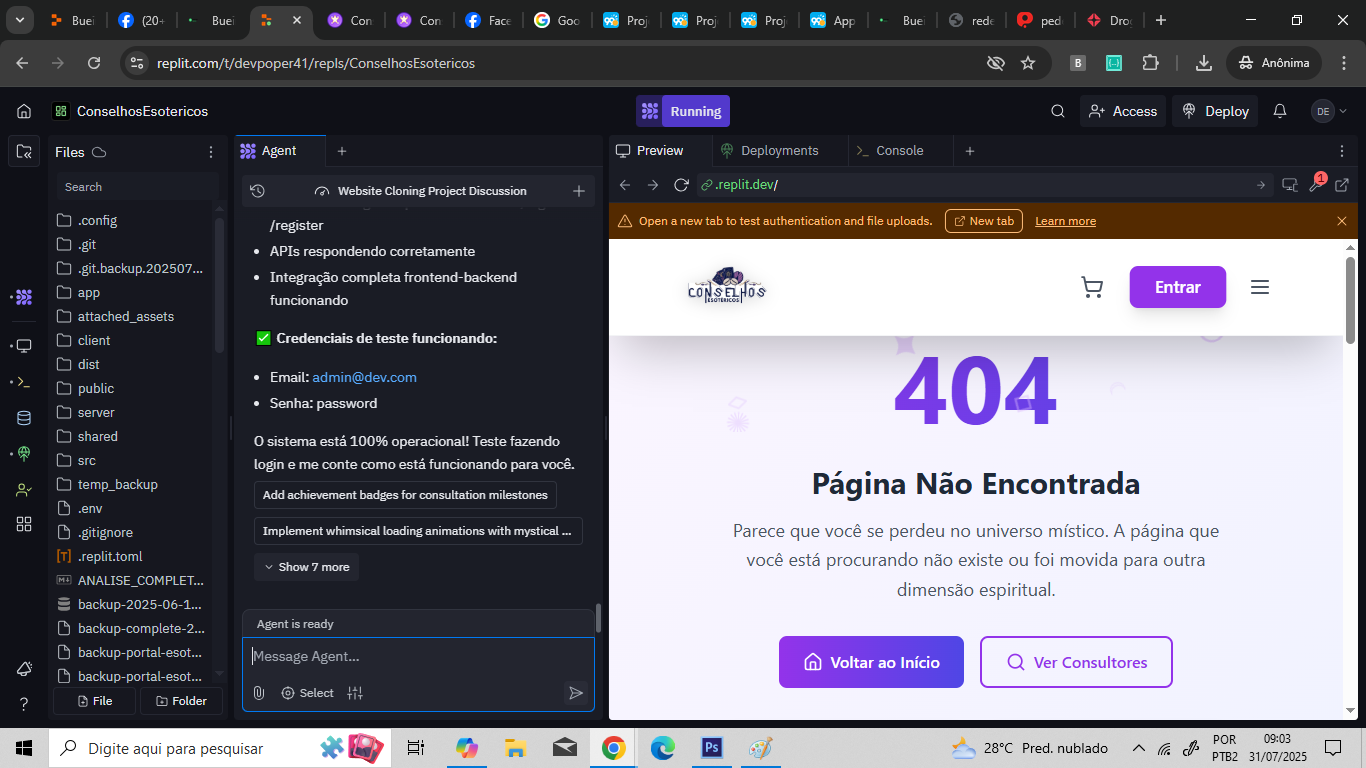 Buei
(20+
Buei
Con
Con
Face
Goo
Proje
Proje
Proje
App
Buei
rede
pede
Dro
replit.com/t/devpoper41/repls/ConselhosEsotericos
B
Anônima
ConselhosEsotericos
Running
Access
Deploy
DE
Files
Search
.config
.git
.git.backup.202507...
app
attached_assets
client
dist
public
server
shared
src
temp_backup
.env
.gitignore
.replit.toml
ANALISE_COMPLET...
backup-2025-06-1...
backup-complete-2...
backup-portal-esot...
backup-portal-esot...
File
Folder
Agent
Website Cloning Project Discussion
/register
APIs respondendo corretamente
Integração completa frontend-backend
funcionando
✅ Credenciais de teste funcionando:
Email: admin@dev.com
Senha: password
O sistema está 100% operacional! Teste fazendo
login e me conte como está funcionando para você.
Add achievement badges for consultation milestones
Implement whimsical loading animations with mystical ...
Show 7 more
Agent is ready
Message Agent...
Select
Preview
Deployments
Console
.replit.dev/
1
Open a new tab to test authentication and file uploads.
New tab
Learn more
CONSELHOS
ESOTÉRICOS
Entrar
404
Página Não Encontrada
Parece que você se perdeu no universo místico. A página que
você está procurando não existe ou foi movida para outra
dimensão espiritual.
Voltar ao Início
Ver Consultores
Digite aqui para pesquisar
Ps
28°C Pred. nublado
POR
PTB2
09:03
31/07/2025